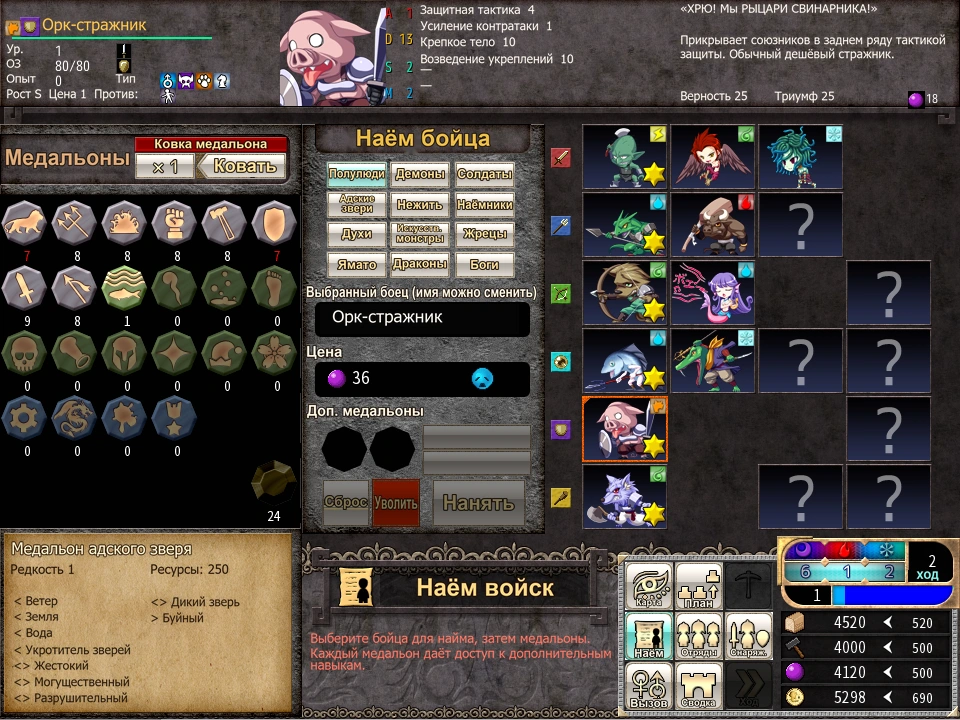 Орк-стражник
Ур. 1
ОЗ 80/80
Опыт 0 Тип
Рост S Цена 1 Против:
A 1
D 13
S 2
M 2
Защитная тактика 4
Усиление контратаки 1
Крепкое тело 10
Возведение укреплений 10
—
—
«ХРЮ! Мы РЫЦАРИ СВИНАРНИКА!»
Прикрывает союзников в заднем ряду тактикой
защиты. Обычный дешёвый стражник.
Верность 25 Триумф 25
18
Медальоны
Ковка медальона
× 1 Ковать
7 8 8 8 8 7
9 8 1 0 0 0
0 0 0 0 0 0
0 0 0 0
24
Медальон адского зверя
Редкость 1 Ресурсы: 250
< Ветер <> Дикий зверь
< Земля > Буйный
< Вода
< Укротитель зверей
<> Жестокий
<> Могущественный
<> Разрушительный
Наём бойца
Полулюди Демоны Солдаты
Адские звери Нежить Наёмники
Духи Искусств. монстры Жрецы
Ямато Драконы Боги
Выбранный боец (имя можно сменить)
Орк-стражник
Цена
36
Доп. медальоны
Сброс Уволить Нанять
?
?
? ?
?
? ?
Наём войск
Выберите бойца для найма, затем медальоны.
Каждый медальон даёт доступ к дополнительным
навыкам.
Карта План
Наём Отряды Снаряж.
Вызов Сводка
6 1 2
2
ход
1
4520 520
4000 500
4120 500
5298 690